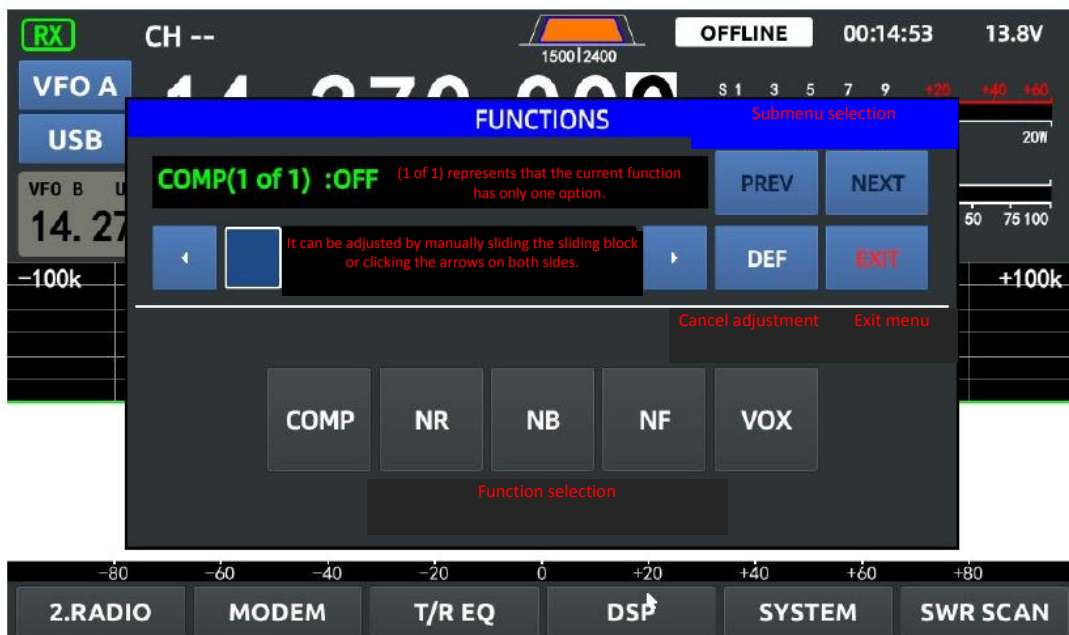 RX CH -- OFFLINE 00:14:53 13.8V
1500 2400
VFO A S 1 3 5 7 9 +20 +40 +60
FUNCTIONS Submenu selection
USB 20W
COMP(1 of 1) :OFF (1 of 1) represents that the current function
has only one option.
PREV NEXT
VFO B U
14. 27 50 75 100
It can be adjusted by manually sliding the sliding block
or clicking the arrows on both sides.
DEF EXIT
-100k +100k
Cancel adjustment Exit menu
COMP NR NB NF VOX
Function selection
-80 -60 -40 -20 0 +20 +40 +60 +80
2.RADIO MODEM T/R EQ DSP SYSTEM SWR SCAN